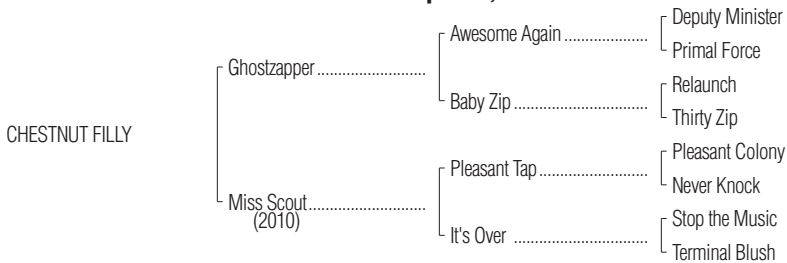 Deputy Minister
Awesome Again ....................
Primal Force
Ghostzapper ..........................
Relaunch
Baby Zip ................................
Thirty Zip
CHESTNUT FILLY
Pleasant Colony
Pleasant Tap ..........................
Never Knock
Miss Scout ............................
(2010)
Stop the Music
It's Over ................................
Terminal Blush